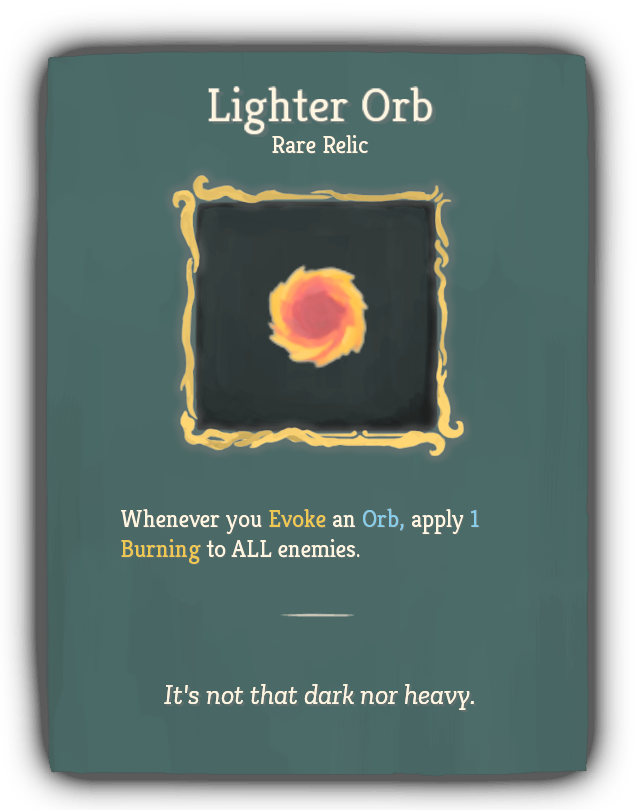 Lighter Orb
Rare Relic
Whenever you Evoke an Orb, apply 1
Burning to ALL enemies.
It's not that dark nor heavy.